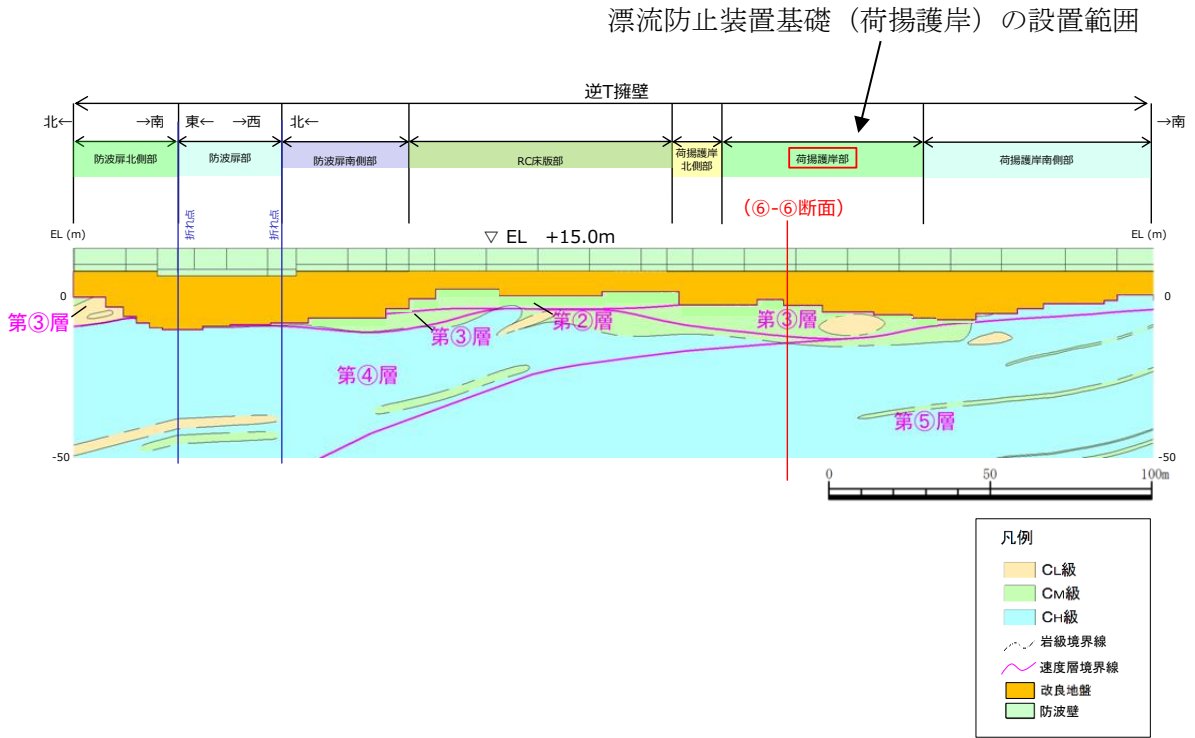 漂流防止装置基礎（荷揚護岸）の設置範囲
逆T擁壁
北← →南 東← →西 北← →南
防波扉北側部 防波扉部 防波扉南側部 RC床版部 荷揚護岸
北側部 荷揚護岸部 荷揚護岸南側部
折れ点 折れ点 (⑥-⑥断面)
EL (m) ▽ EL +15.0m EL (m)
0 0
第③層 第③層 第②層 第③層
第④層
第⑤層
-50 -50
0 50 100m
凡例
CL級
CM級
CH級
岩級境界線
速度層境界線
改良地盤
防波壁